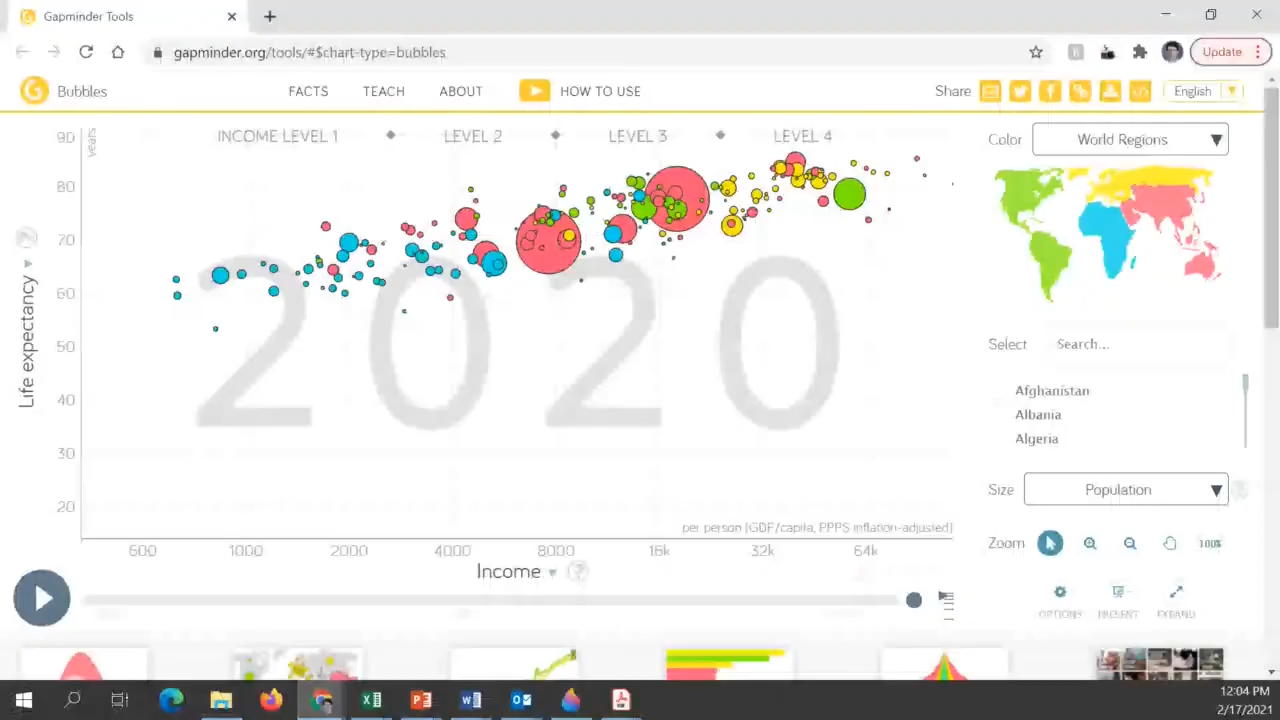 Gapminder Tools
gapminder.org/tools/#$chart-type=bubbles
Update
Bubbles
FACTS
TEACH
ABOUT
HOW TO USE
Share
English
90
80
70
60
50
40
30
20
years
Life expectancy
INCOME LEVEL 1
LEVEL 2
LEVEL 3
LEVEL 4
2020
per person (GDP/capita, PPP$ inflation-adjusted)
600 1000 2000 4000 8000 16k 32k 64k
Income
Color
World Regions
Select
Search...
Afghanistan
Albania
Algeria
Size
Population
Zoom
100%
OPTIONS
PRESENT
EXPAND
12:04 PM
2/17/2021